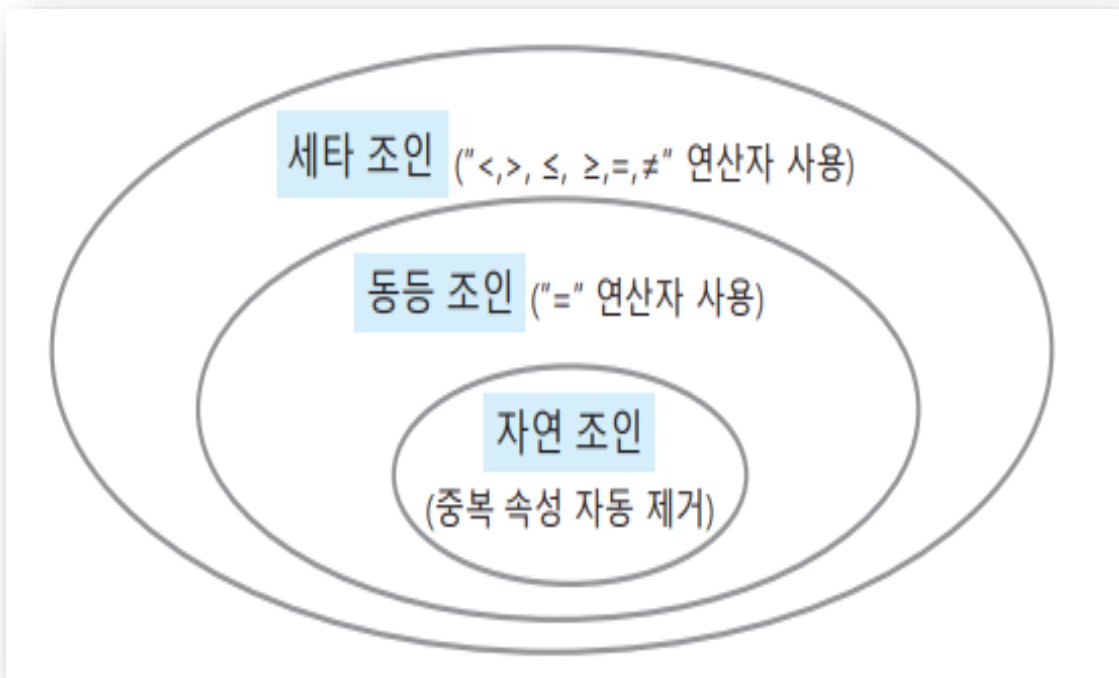 세타 조인 ("<,>, ≤, ≥,=,≠" 연산자 사용)
동등 조인 ("=" 연산자 사용)
자연 조인
(중복 속성 자동 제거)